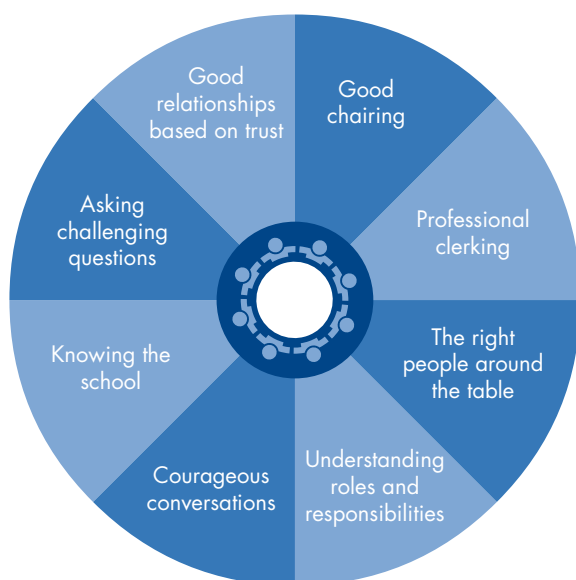 Good
chairing
Professional
clerking
The right
people around
the table
Understanding
roles and
responsibilities
Courageous
conversations
Knowing the
school
Asking
challenging
questions
Good
relationships
based on trust